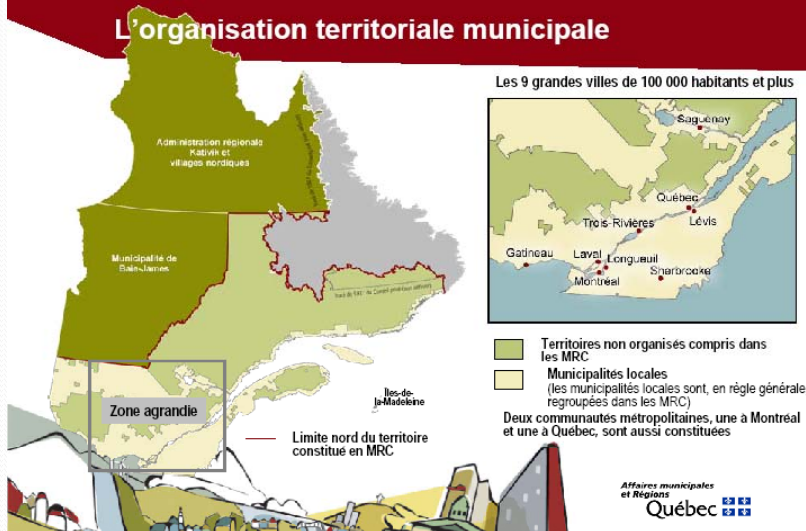 L'organisation territoriale municipale
Les 9 grandes villes de 100 000 habitants et plus
Administration régionale
Kativik et
villages nordiques
Municipalité de
Baie-James
Zone agrandie
Îles-de-
la-Madeleine
Limite nord du territoire
constitué en MRC
Saguenay
Québec
Lévis
Trois-Rivières
Gatineau
Laval
Longueuil
Montréal
Sherbrooke
Territoires non organisés compris dans
les MRC
Municipalités locales
(les municipalités locales sont, en règle générale
regroupées dans les MRC)
Deux communautés métropolitaines, une à Montréal
et une à Québec, sont aussi constituées
Affaires municipales
et Régions
Québec